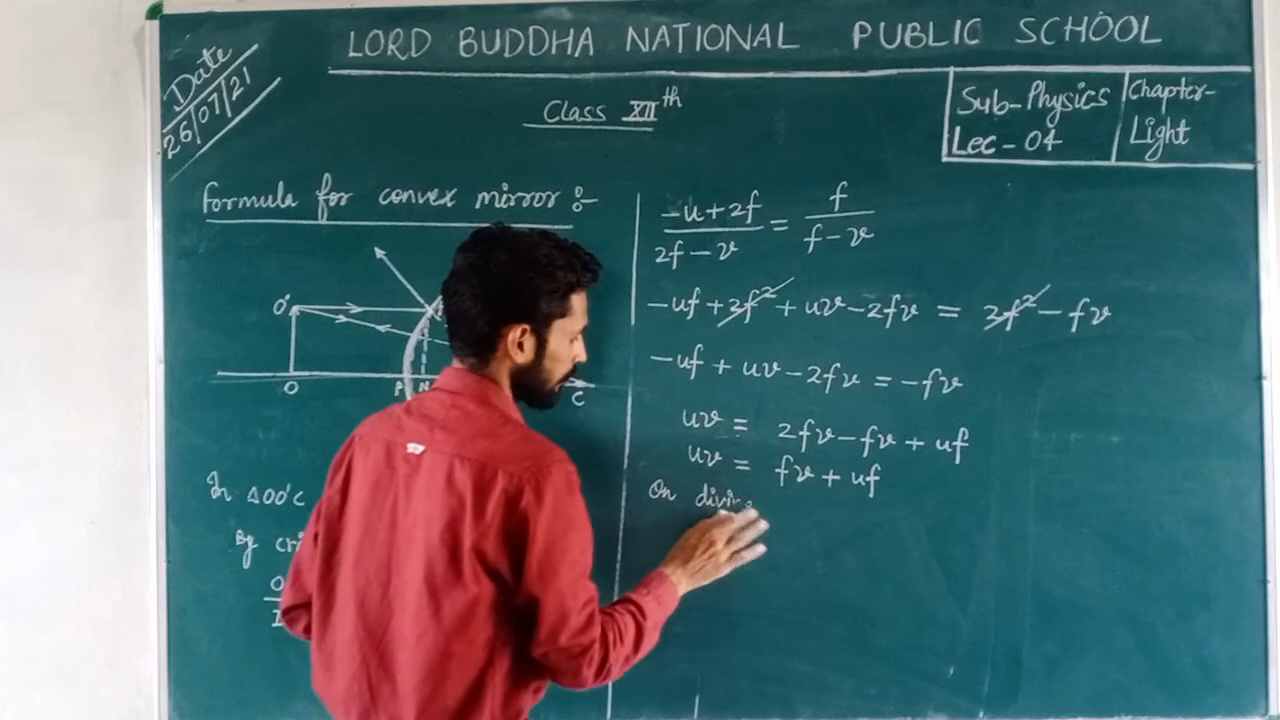 LORD BUDDHA NATIONAL PUBLIC SCHOOL
Date
26/07/21
Class XIIth
Sub-Physics
Lec-04
Chapter-
Light
Formula for convex mirror :-
O'
O
P
N
C
In ΔOO'C
By
-u+2f / 2f-v = f / f-v
-uf + 2f² + uv - 2fv = 2f² - fv
-uf + uv - 2fv = -fv
uv = 2fv - fv + uf
uv = fv + uf
On